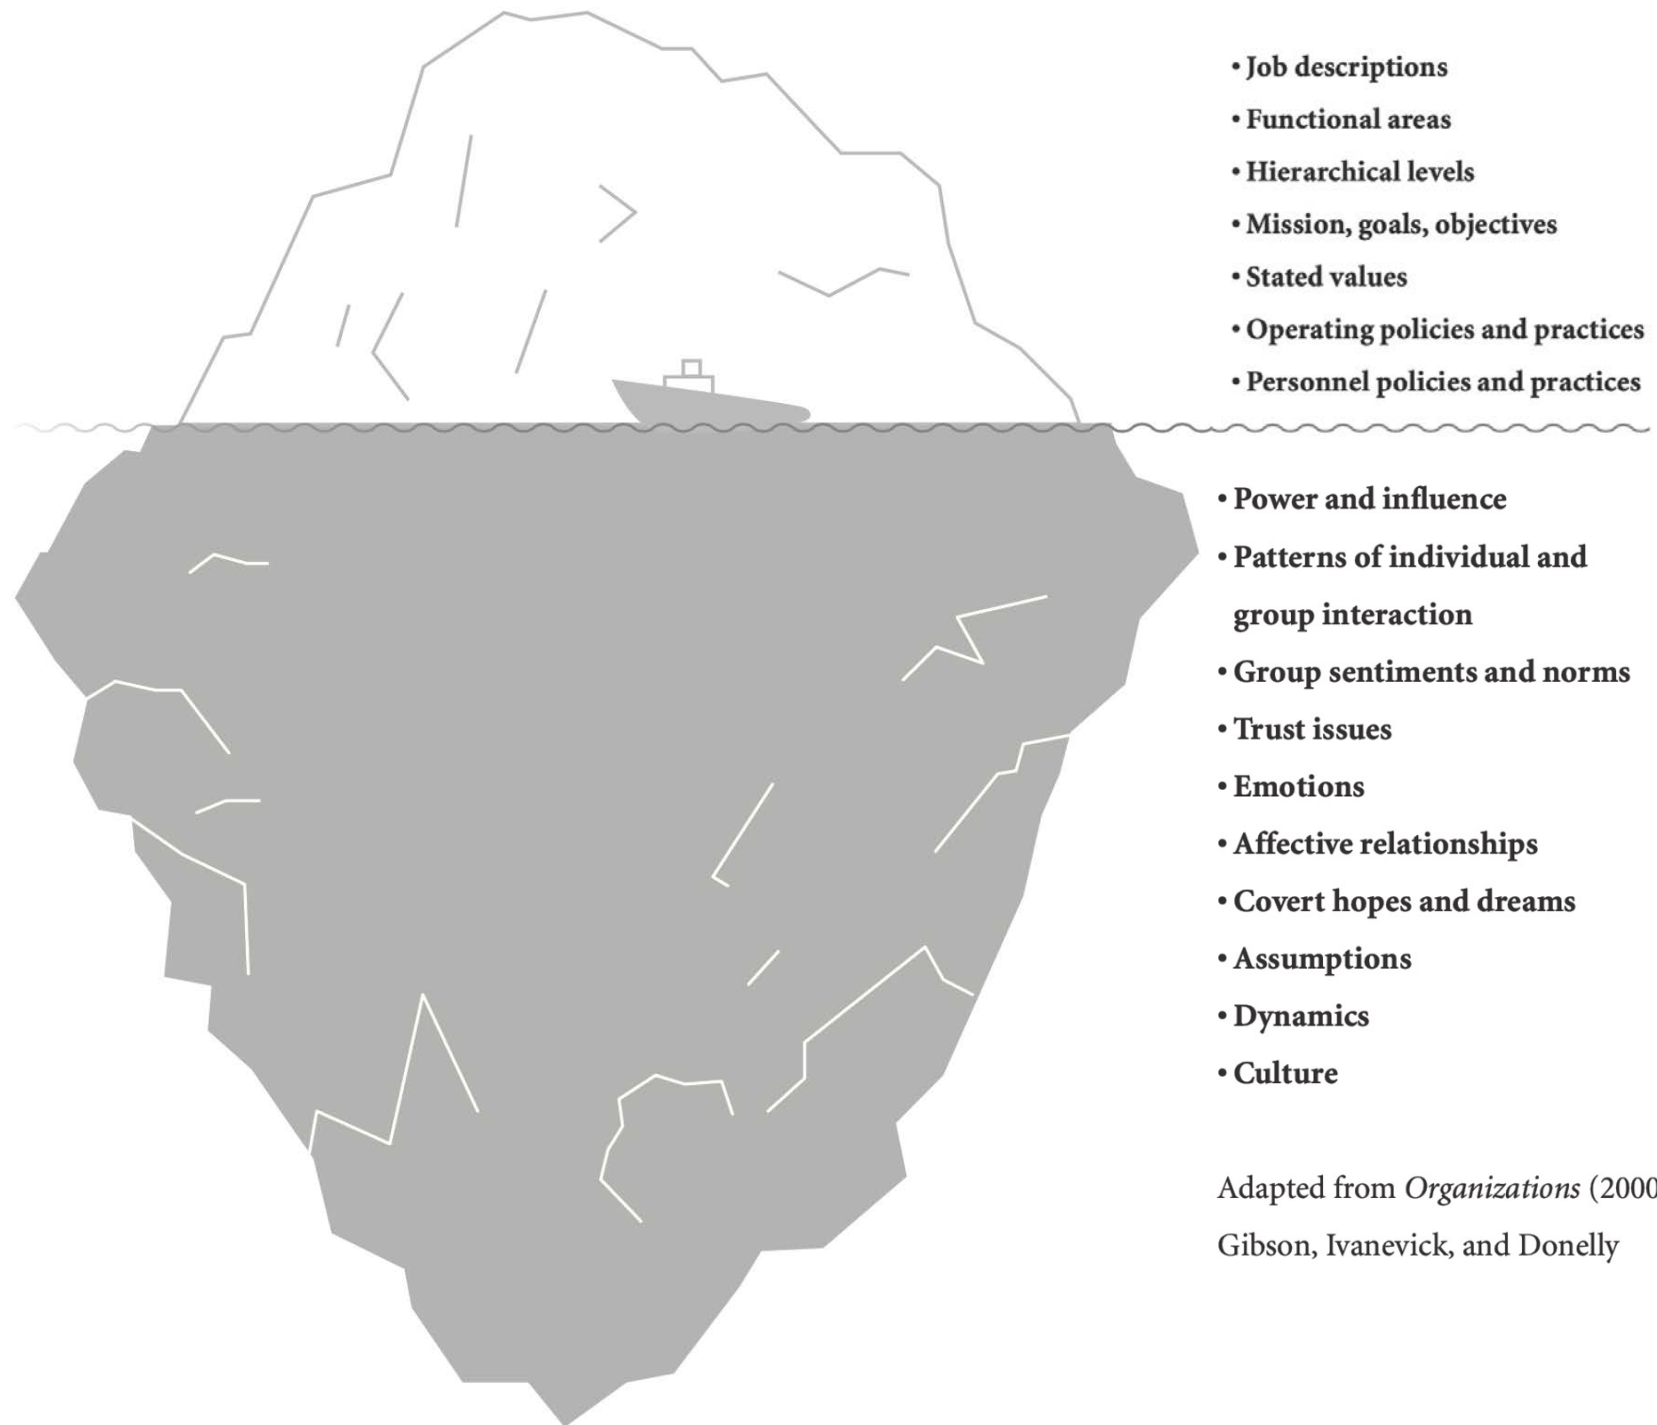 • Job descriptions
• Functional areas
• Hierarchical levels
• Mission, goals, objectives
• Stated values
• Operating policies and practices
• Personnel policies and practices
• Power and influence
• Patterns of individual and
group interaction
• Group sentiments and norms
• Trust issues
• Emotions
• Affective relationships
• Covert hopes and dreams
• Assumptions
• Dynamics
• Culture
Adapted from Organizations (2000
Gibson, Ivanevick, and Donelly